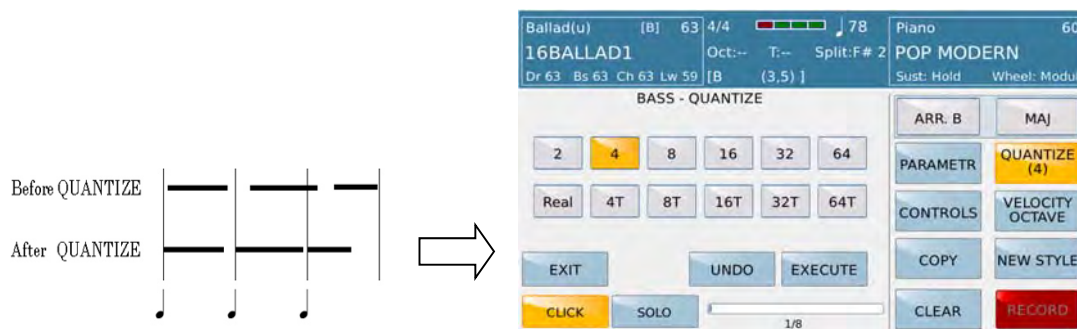 Before QUANTIZE
After QUANTIZE
Ballad(u) [B] 63 4/4 78 Piano 60
16BALLAD1 Oct:-- T:-- Split:F# 2 POP MODERN
Dr 63 Bs 63 Ch 63 Lw 59 [B (3,5) ] Sust: Hold Wheel: Modul
BASS - QUANTIZE
ARR. B MAJ
2 4 8 16 32 64
PARAMETR QUANTIZE (4)
Real 4T 8T 16T 32T 64T
CONTROLS VELOCITY OCTAVE
EXIT UNDO EXECUTE
COPY NEW STYLE
CLICK SOLO 1/8
CLEAR RECORD